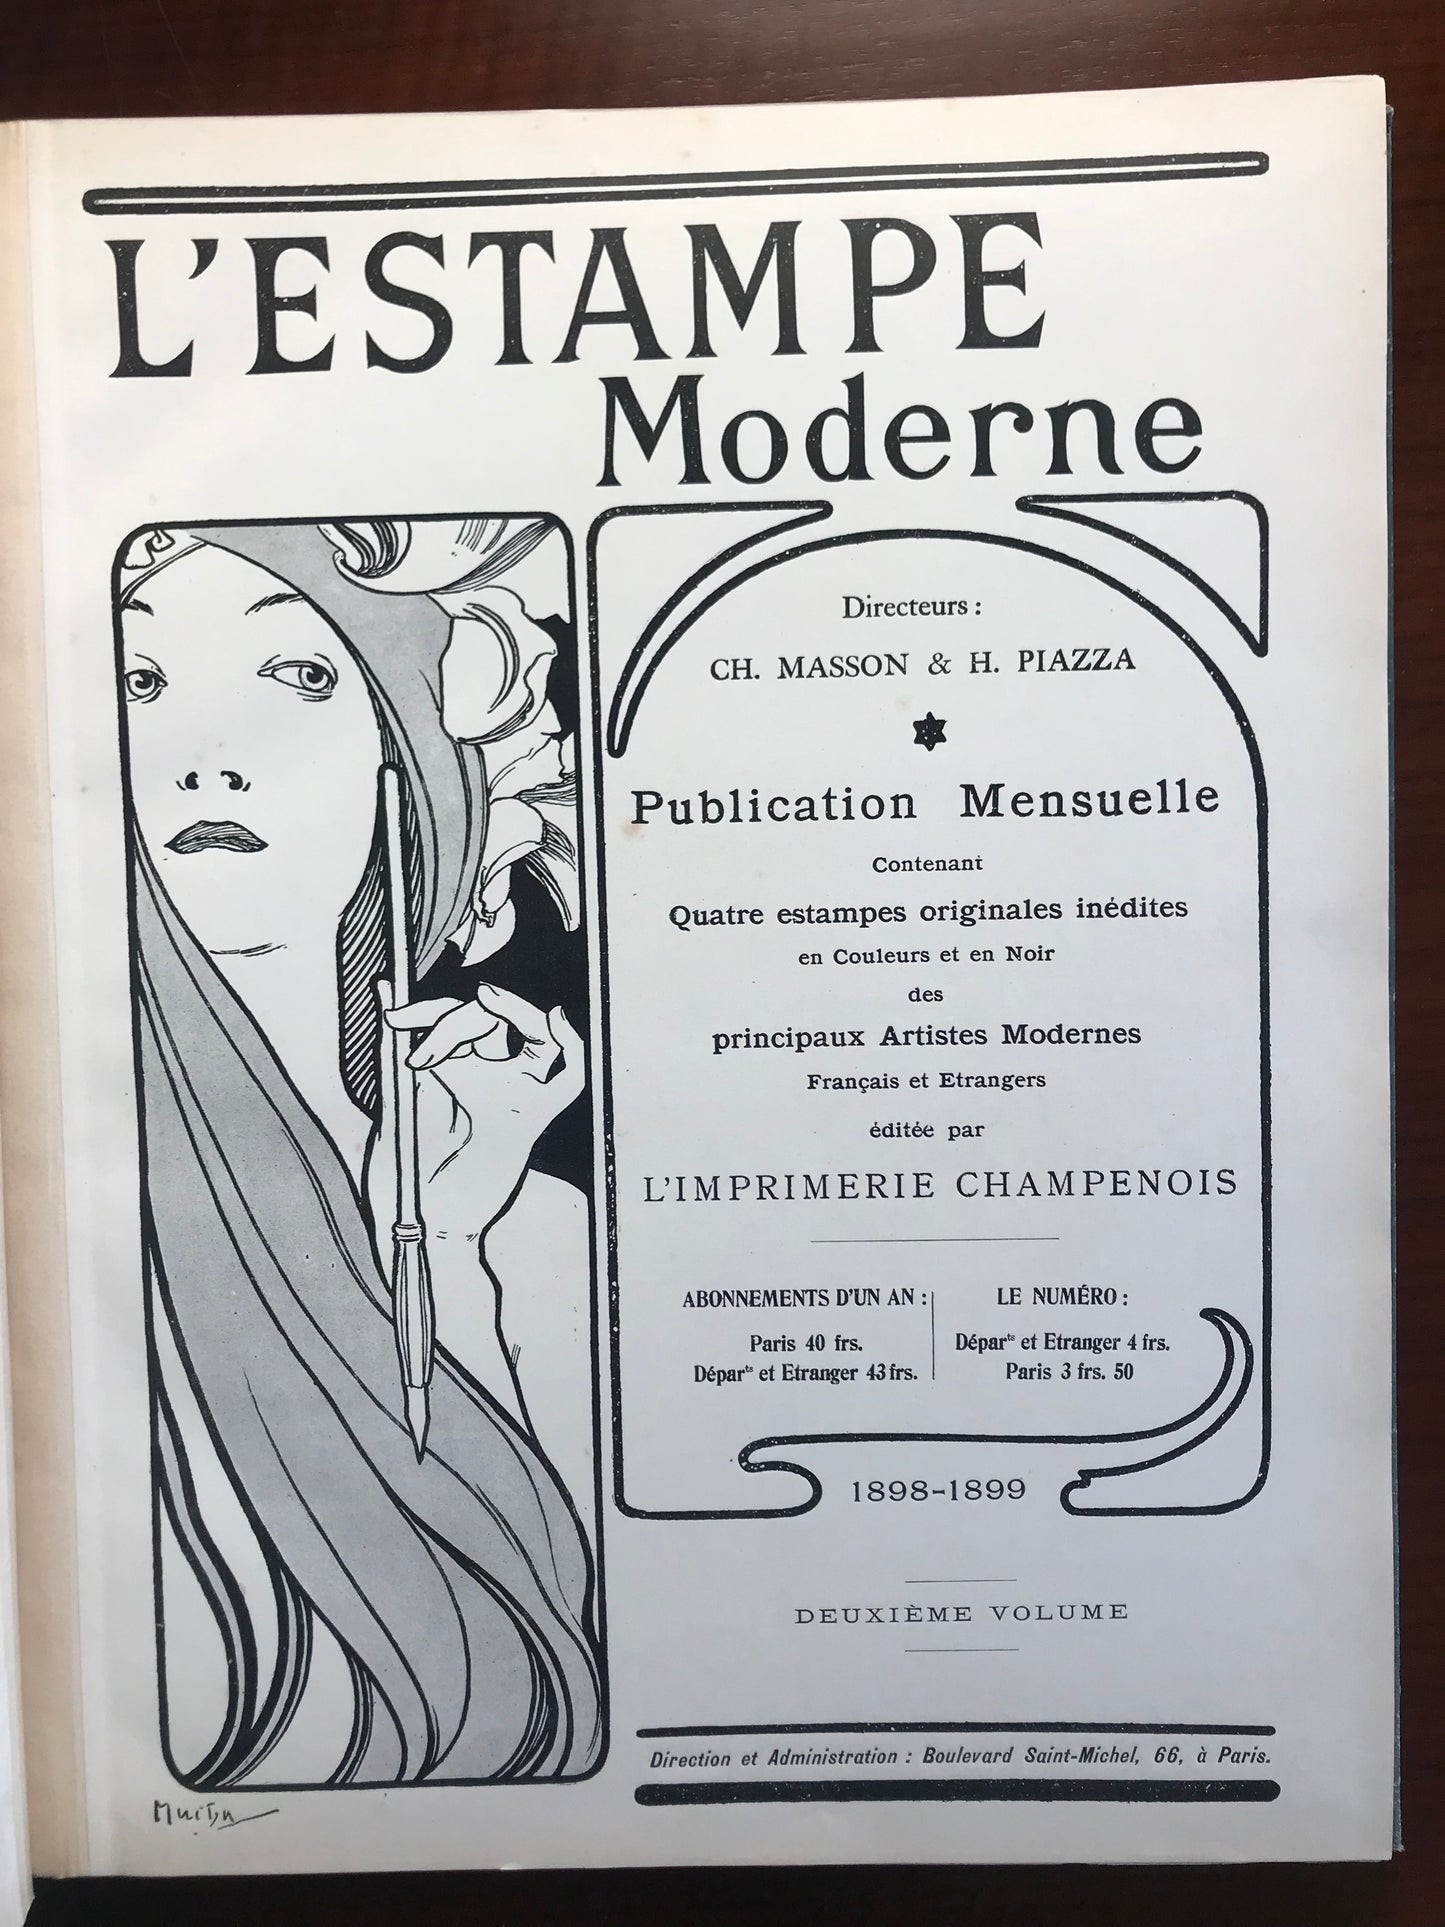 L'ESTAMPE
Moderne
Directeurs :
CH. MASSON & H. PIAZZA
Publication Mensuelle
Contenant
Quatre estampes originales inédites
en Couleurs et en Noir
des
principaux Artistes Modernes
Français et Etrangers
éditée par
L'IMPRIMERIE CHAMPENOIS
ABONNEMENTS D'UN AN :
Paris 40 frs.
Déparᵗˢ et Etranger 43 frs.
LE NUMÉRO :
Déparᵗˢ et Etranger 4 frs.
Paris 3 frs. 50
1898-1899
DEUXIÈME VOLUME
Direction et Administration : Boulevard Saint-Michel, 66, à Paris.